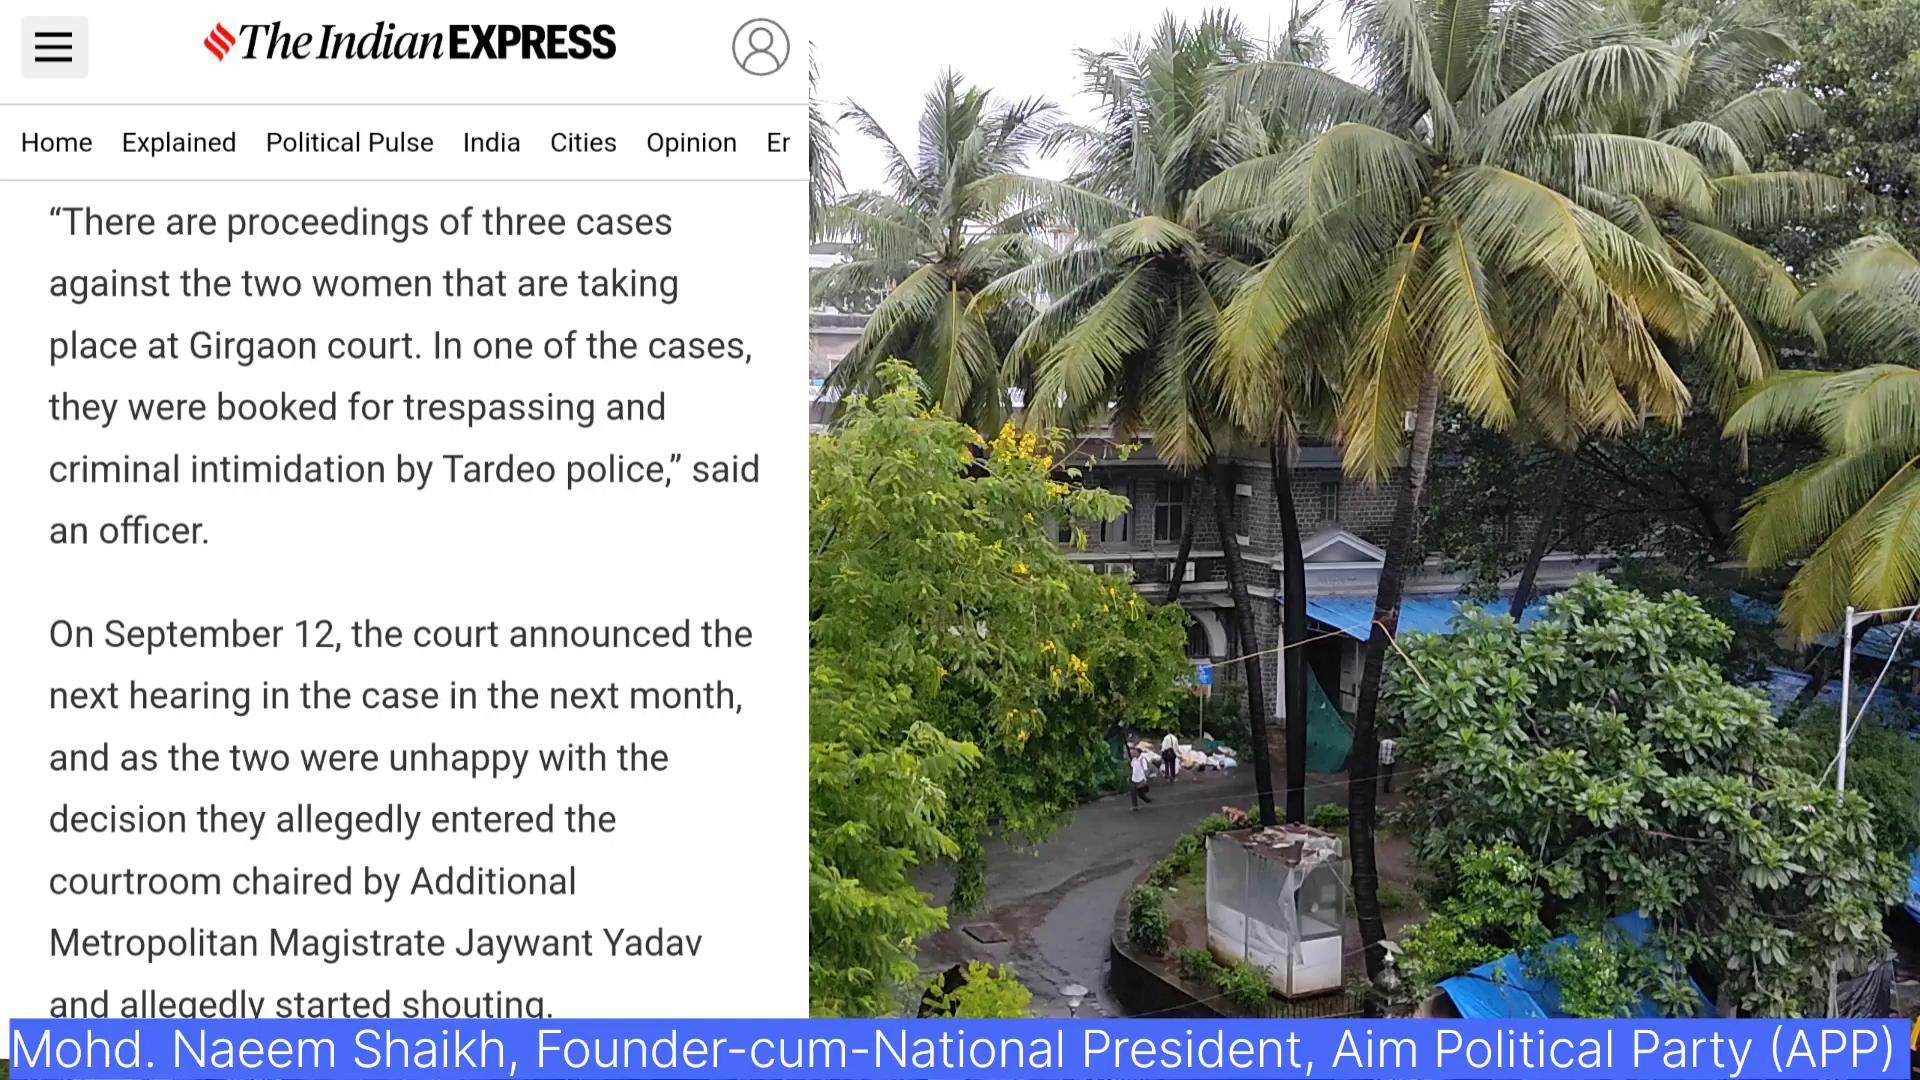 The Indian EXPRESS
Home Explained Political Pulse India Cities Opinion Er
“There are proceedings of three cases
against the two women that are taking
place at Girgaon court. In one of the cases,
they were booked for trespassing and
criminal intimidation by Tardeo police,” said
an officer.
On September 12, the court announced the
next hearing in the case in the next month,
and as the two were unhappy with the
decision they allegedly entered the
courtroom chaired by Additional
Metropolitan Magistrate Jaywant Yadav
and allegedly started shouting.
Mohd. Naeem Shaikh, Founder-cum-National President, Aim Political Party (APP)